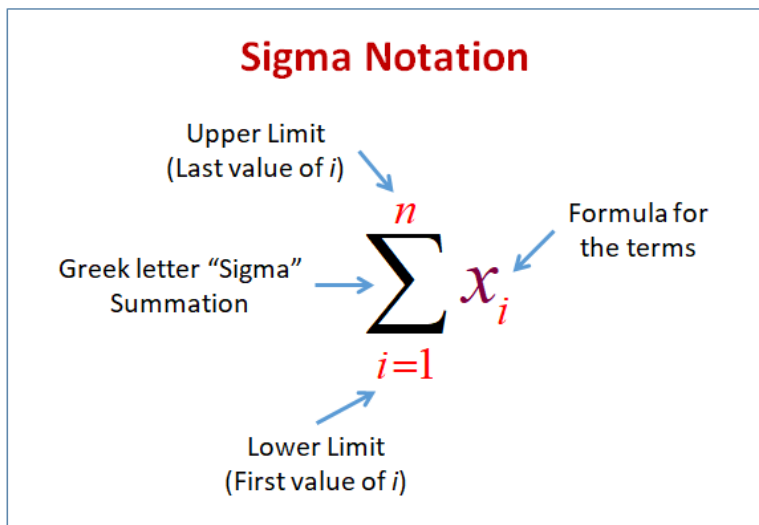 Sigma Notation
Upper Limit
(Last value of i)
n
Formula for
the terms
Greek letter “Sigma”
Summation
∑ xᵢ
i=1
Lower Limit
(First value of i)